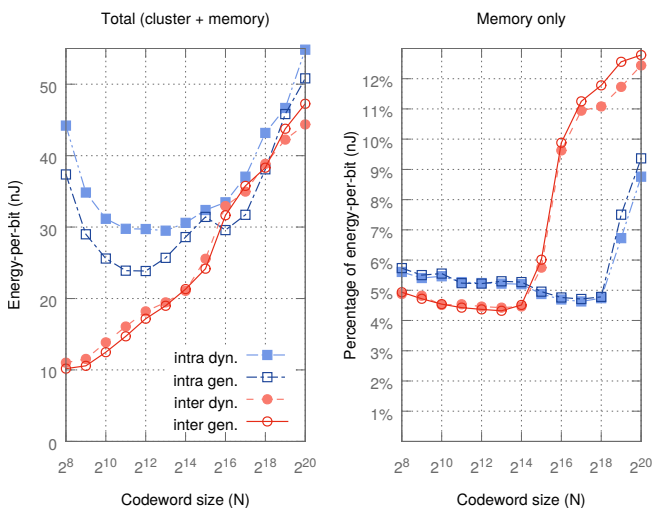 Total (cluster + memory)
Energy-per-bit (nJ)
50
40
30
20
10
0
intra dyn.
intra gen.
inter dyn.
inter gen.
2^8 2^10 2^12 2^14 2^16 2^18 2^20
Codeword size (N)
Memory only
Percentage of energy-per-bit (nJ)
12%
11%
10%
9%
8%
7%
6%
5%
4%
3%
2%
1%
2^8 2^10 2^12 2^14 2^16 2^18 2^20
Codeword size (N)